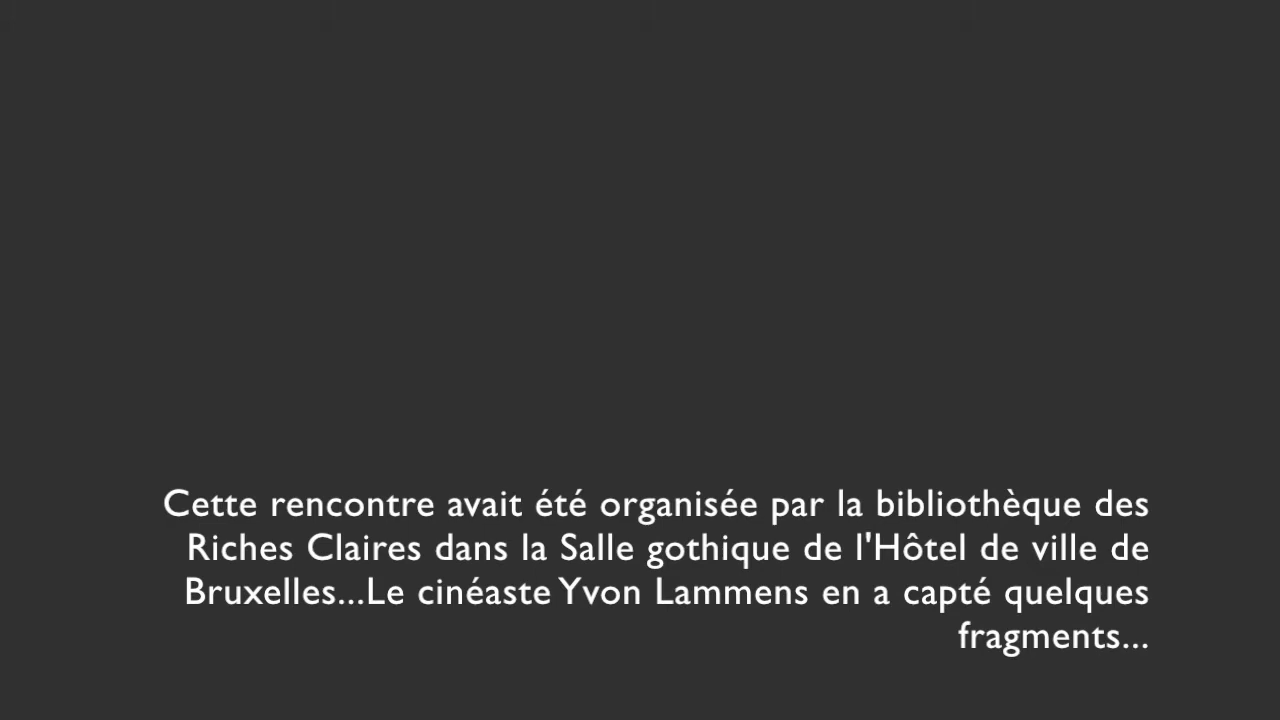 Cette rencontre avait été organisée par la bibliothèque des
Riches Claires dans la Salle gothique de l'Hôtel de ville de
Bruxelles...Le cinéaste Yvon Lammens en a capté quelques
fragments...